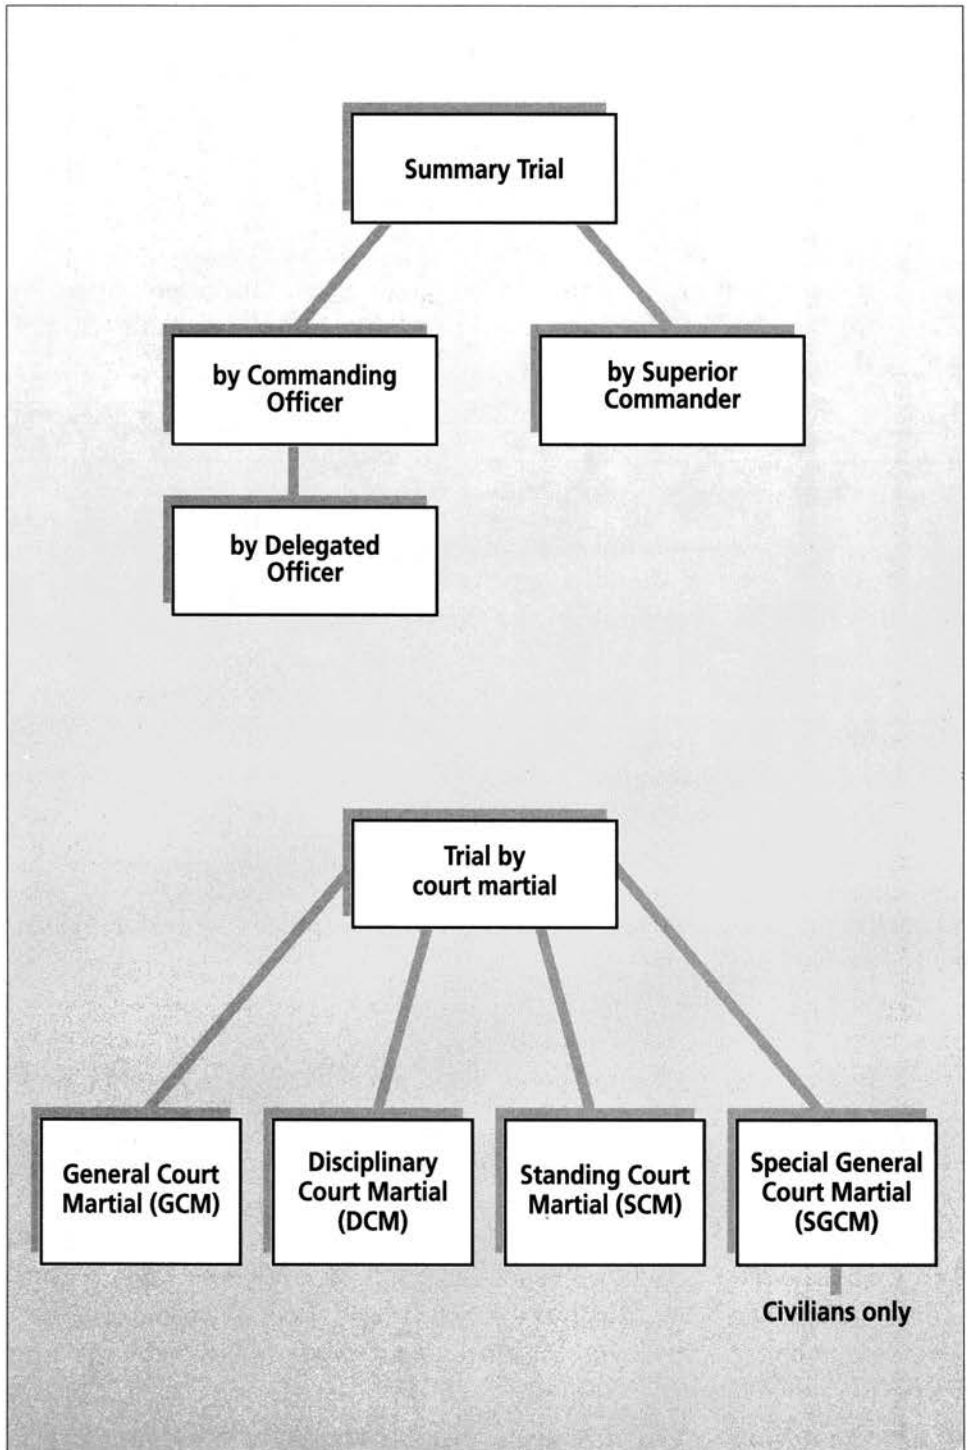 Summary Trial
by Commanding
Officer
by Superior
Commander
by Delegated
Officer
Trial by
court martial
General Court
Martial (GCM)
Disciplinary
Court Martial
(DCM)
Standing Court
Martial (SCM)
Special General
Court Martial
(SGCM)
Civilians only